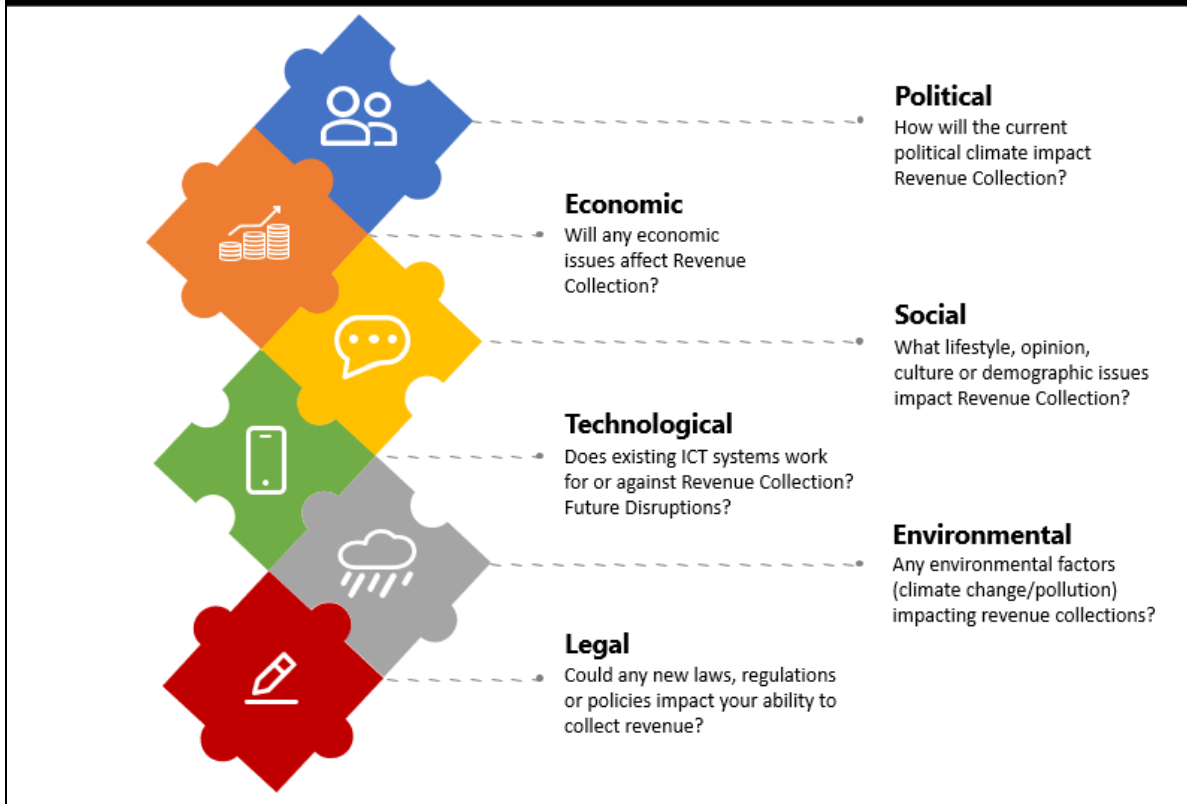 Political
How will the current
political climate impact
Revenue Collection?
Economic
Will any economic
issues affect Revenue
Collection?
Social
What lifestyle, opinion,
culture or demographic issues
impact Revenue Collection?
Technological
Does existing ICT systems work
for or against Revenue Collection?
Future Disruptions?
Environmental
Any environmental factors
(climate change/pollution)
impacting revenue collections?
Legal
Could any new laws, regulations
or policies impact your ability to
collect revenue?